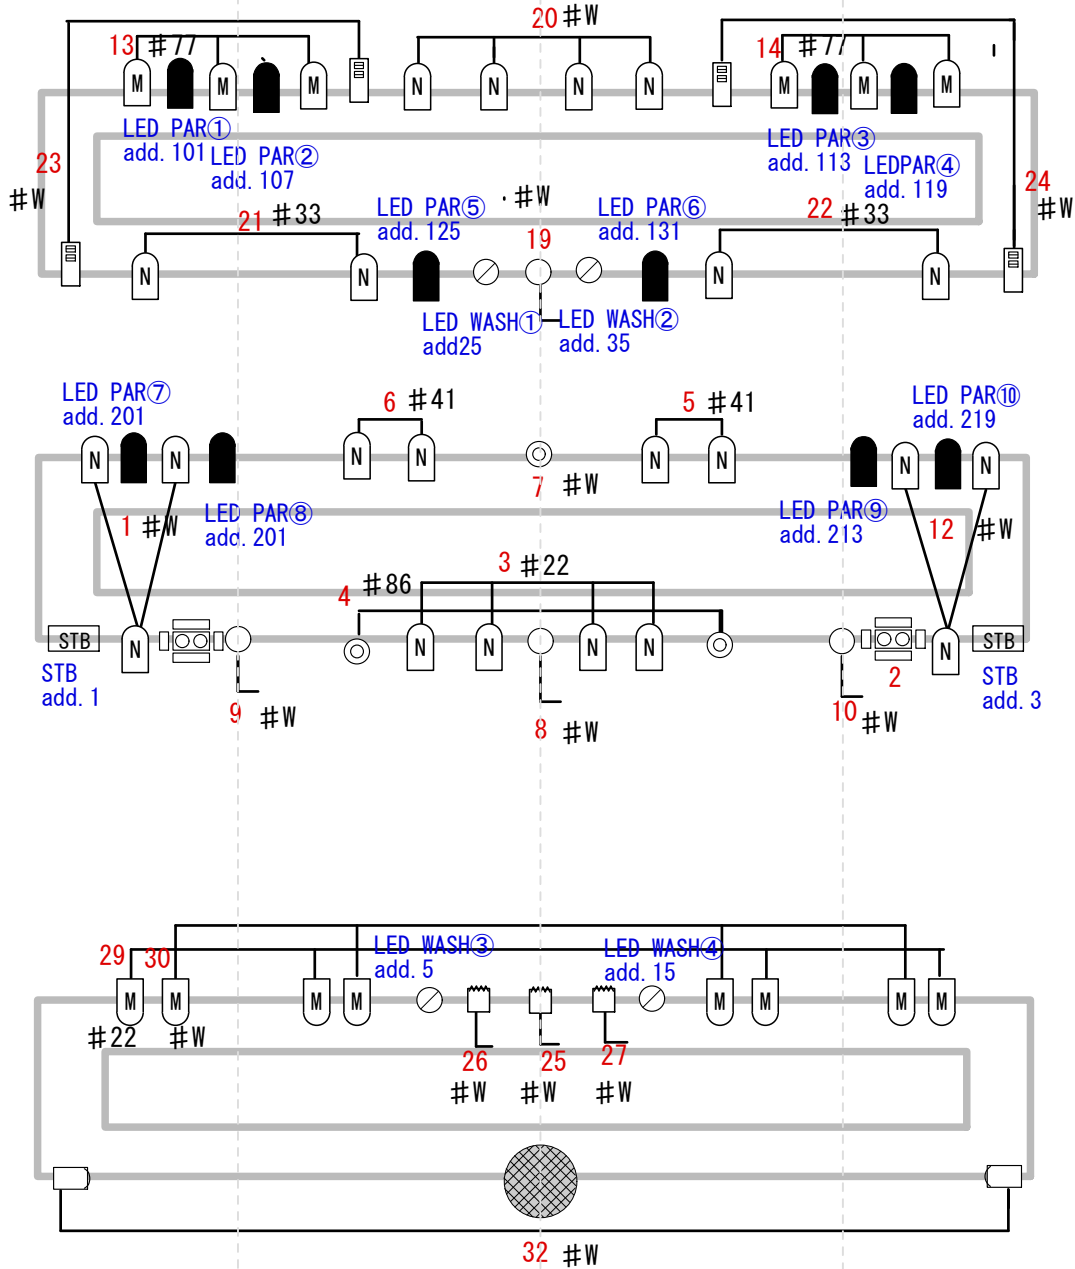 20 #W
13 #77
14 #77
M M M N N N N M M M
LED PAR①
add. 101
LED PAR②
add. 107
LED PAR③
add. 113
LEDPAR④
add. 119
23
#W
24
#W
21 #33
LED PAR⑤
add. 125
#W
19
LED PAR⑥
add. 131
22 #33
N N N N
LED WASH①
add25
LED WASH②
add. 35
LED PAR⑦
add. 201
6 #41
5 #41
LED PAR⑩
add. 219
N N N N N N N N
7 #W
1 #W
LED PAR⑧
add. 201
LED PAR⑨
add. 213
12 #W
3 #22
4 #86
STB N N N N N N STB
STB
add. 1
2
STB
add. 3
9 #W
8 #W
10 #W
29 30
LED WASH③
add. 5
LED WASH④
add. 15
M M M M M M M M
#22 #W
26 25 27
#W #W #W
32 #W